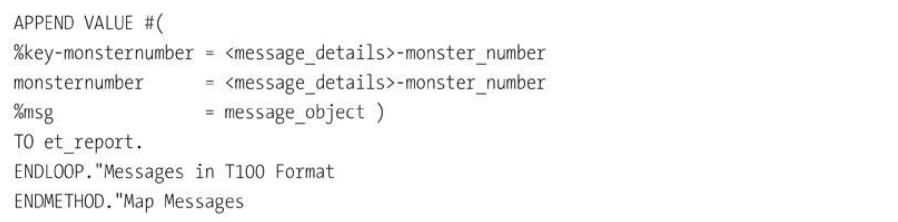 APPEND VALUE #(
%key-monsternumber = <message_details>-monster_number
monsternumber      = <message_details>-monster_number
%msg               = message_object )
TO et_report.
ENDLOOP."Messages in T100 Format
ENDMETHOD."Map Messages